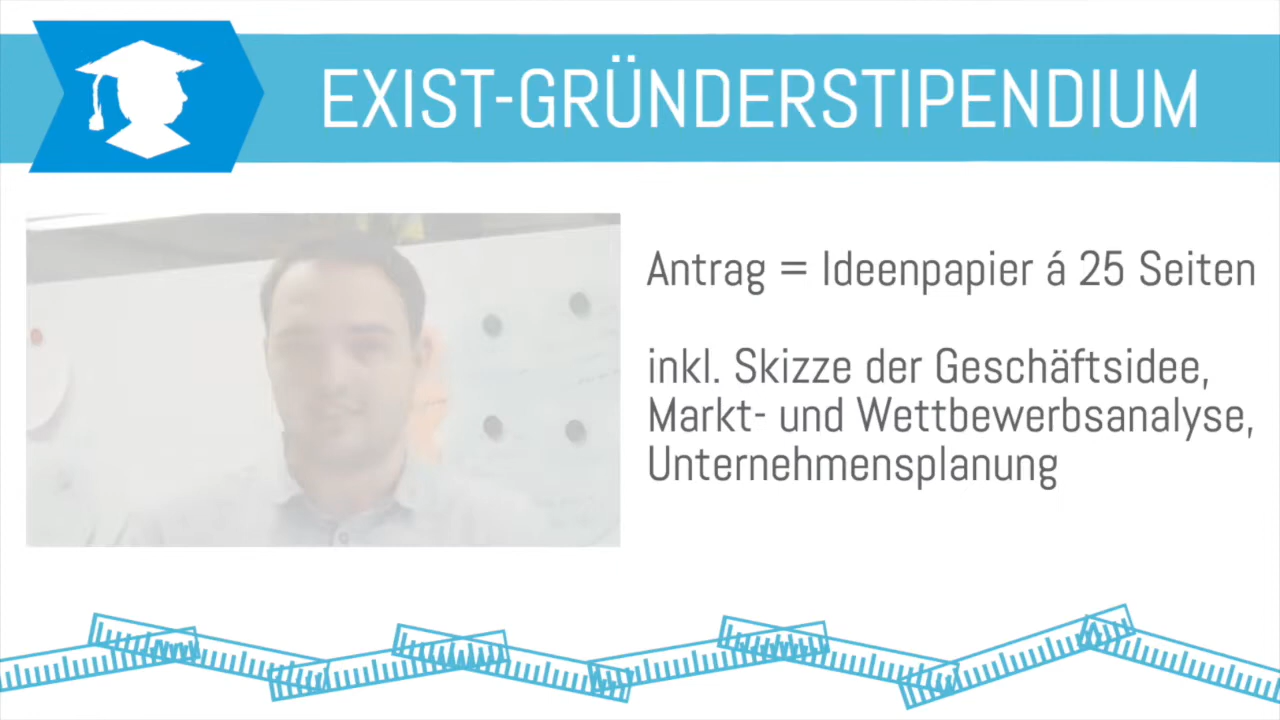 EXIST-GRÜNDERSTIPENDIUM
Antrag = Ideenpapier á 25 Seiten
inkl. Skizze der Geschäftsidee,
Markt- und Wettbewerbsanalyse,
Unternehmensplanung